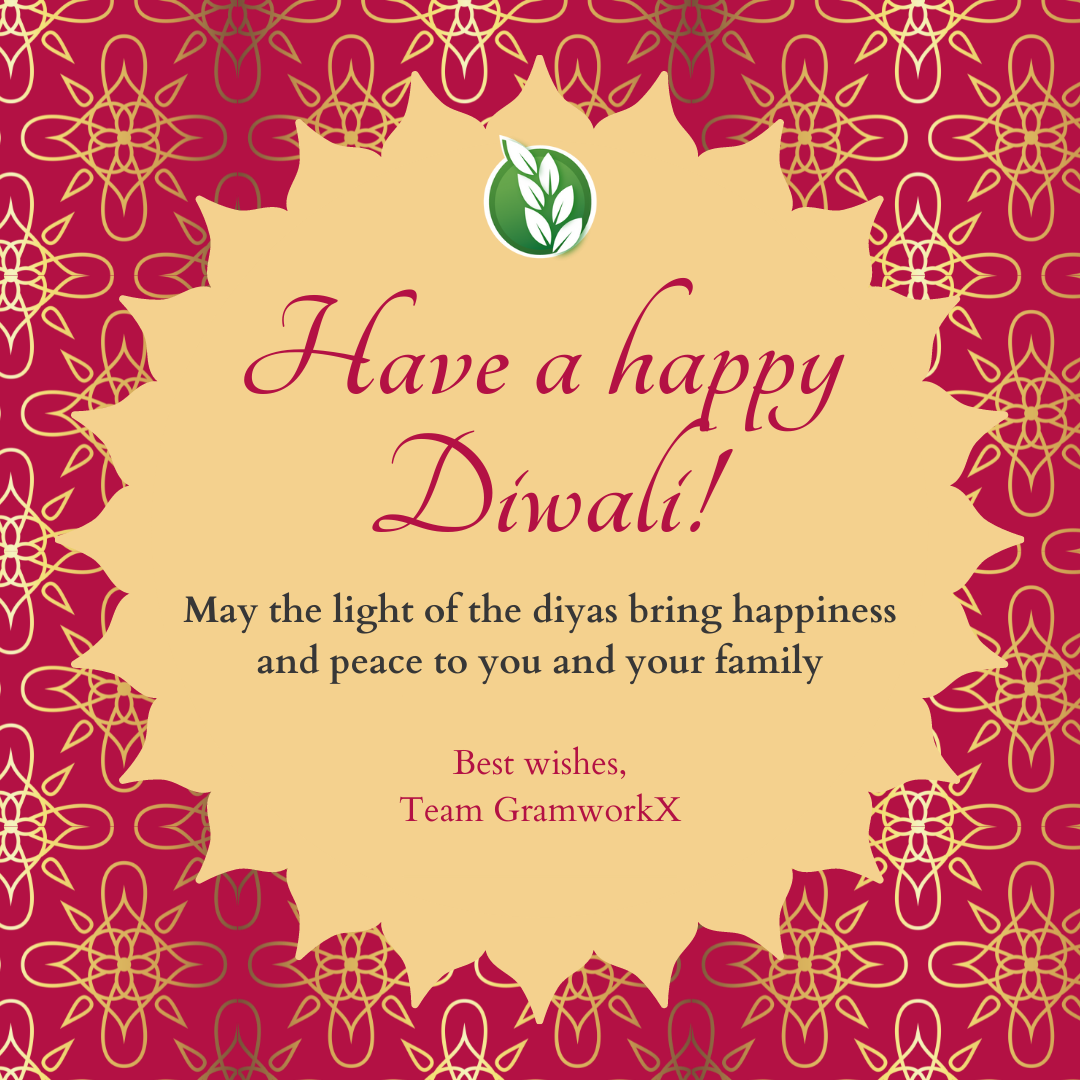 Have a happy
Diwali!
May the light of the diyas bring happiness
and peace to you and your family
Best wishes,
Team GramworkX